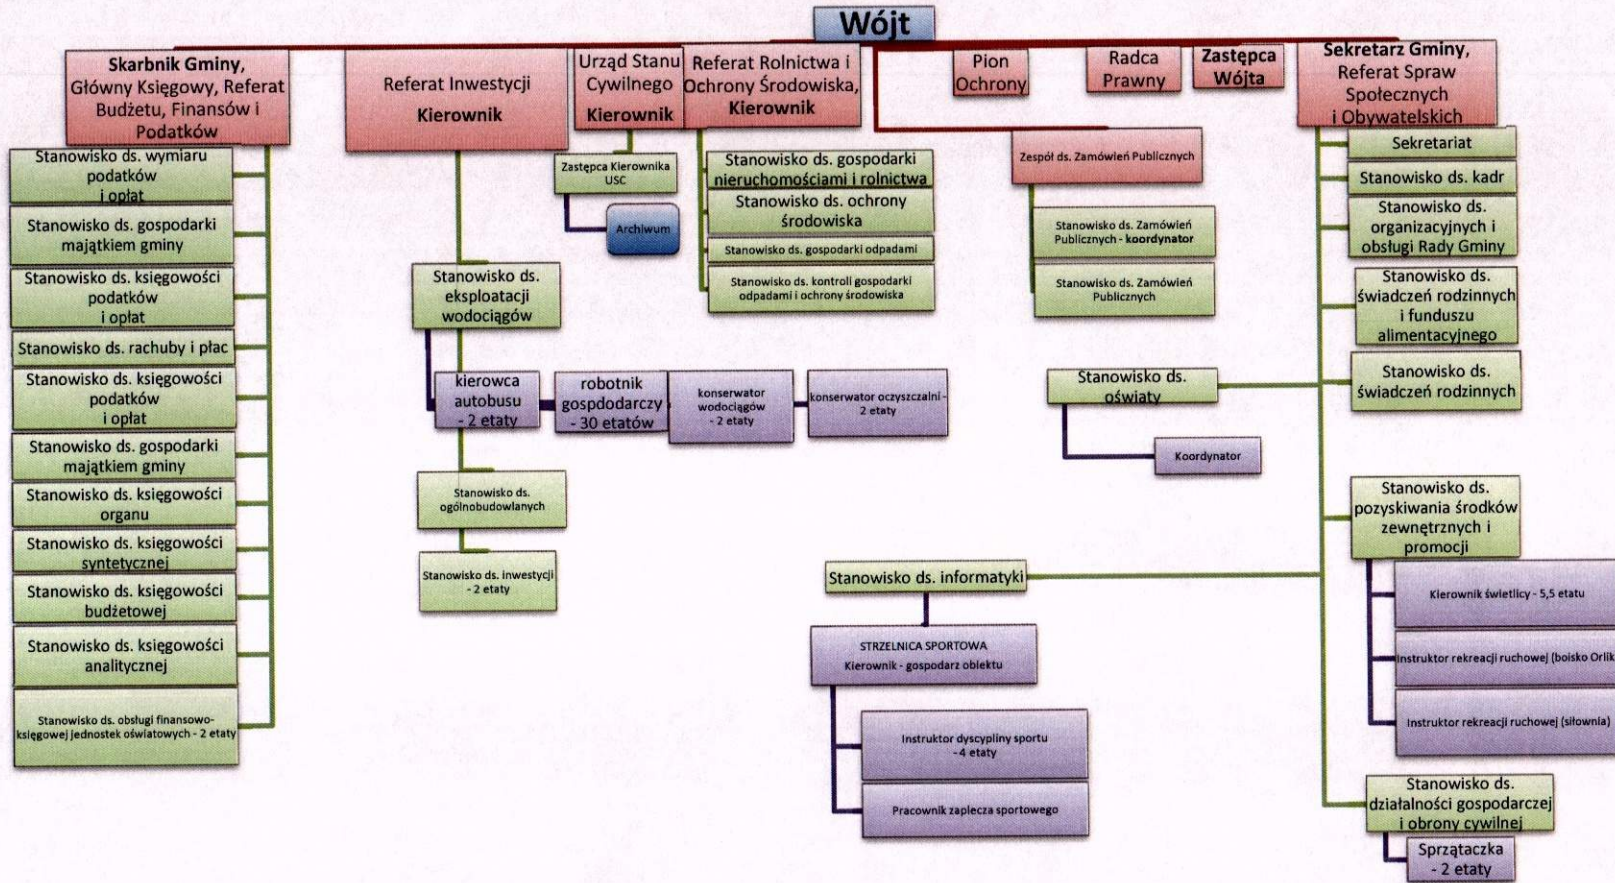 Wójt
Skarbnik Gminy,
Główny Księgowy, Referat
Budżetu, Finansów i
Podatków
Stanowisko ds. wymiaru
podatków
i opłat
Stanowisko ds. gospodarki
majątkiem gminy
Stanowisko ds. księgowości
podatków
i opłat
Stanowisko ds. rachuby i płac
Stanowisko ds. księgowości
podatków
i opłat
Stanowisko ds. gospodarki
majątkiem gminy
Stanowisko ds. księgowości
organu
Stanowisko ds. księgowości
syntetycznej
Stanowisko ds. księgowości
budżetowej
Stanowisko ds. księgowości
analitycznej
Stanowisko ds. obsługi finansowo-
księgowej jednostek oświatowych - 2 etaty
Referat Inwestycji
Kierownik
Stanowisko ds.
eksploatacji
wodociągów
kierowca
autobusu
- 2 etaty
robotnik
gospdodarczy
- 30 etatów
konserwator
wodociągów
- 2 etaty
konserwator oczyszczalni -
2 etaty
Stanowisko ds.
ogólnobudowlanych
Stanowisko ds. inwestycji
- 2 etaty
Urząd Stanu
Cywilnego
Kierownik
Zastępca Kierownika
USC
Archiwum
Referat Rolnictwa i
Ochrony Środowiska,
Kierownik
Stanowisko ds. gospodarki
nieruchomościami i rolnictwa
Stanowisko ds. ochrony
środowiska
Stanowisko ds. gospodarki odpadami
Stanowisko ds. kontroli gospodarki
odpadami i ochrony środowiska
Pion
Ochrony
Radca
Prawny
Zastępca
Wójta
Zespół ds. Zamówień Publicznych
Stanowisko ds. Zamówień
Publicznych - koordynator
Stanowisko ds. Zamówień
Publicznych
Sekretarz Gminy,
Referat Spraw
Społecznych
i Obywatelskich
Sekretariat
Stanowisko ds. kadr
Stanowisko ds.
organizacyjnych i
obsługi Rady Gminy
Stanowisko ds.
świadczeń rodzinnych
i funduszu
alimentacyjnego
Stanowisko ds.
świadczeń rodzinnych
Stanowisko ds.
oświaty
Koordynator
Stanowisko ds.
pozyskiwania środków
zewnętrznych i
promocji
Kierownik świetlicy - 5,5 etatu
Instruktor rekreacji ruchowej (boisko Orlik
Instruktor rekreacji ruchowej (siłownia)
Stanowisko ds. informatyki
STRZELNICA SPORTOWA
Kierownik - gospodarz obiektu
Instruktor dyscypliny sportu
- 4 etaty
Pracownik zaplecza sportowego
Stanowisko ds.
działalności gospodarczej
i obrony cywilnej
Sprzątaczka
- 2 etaty